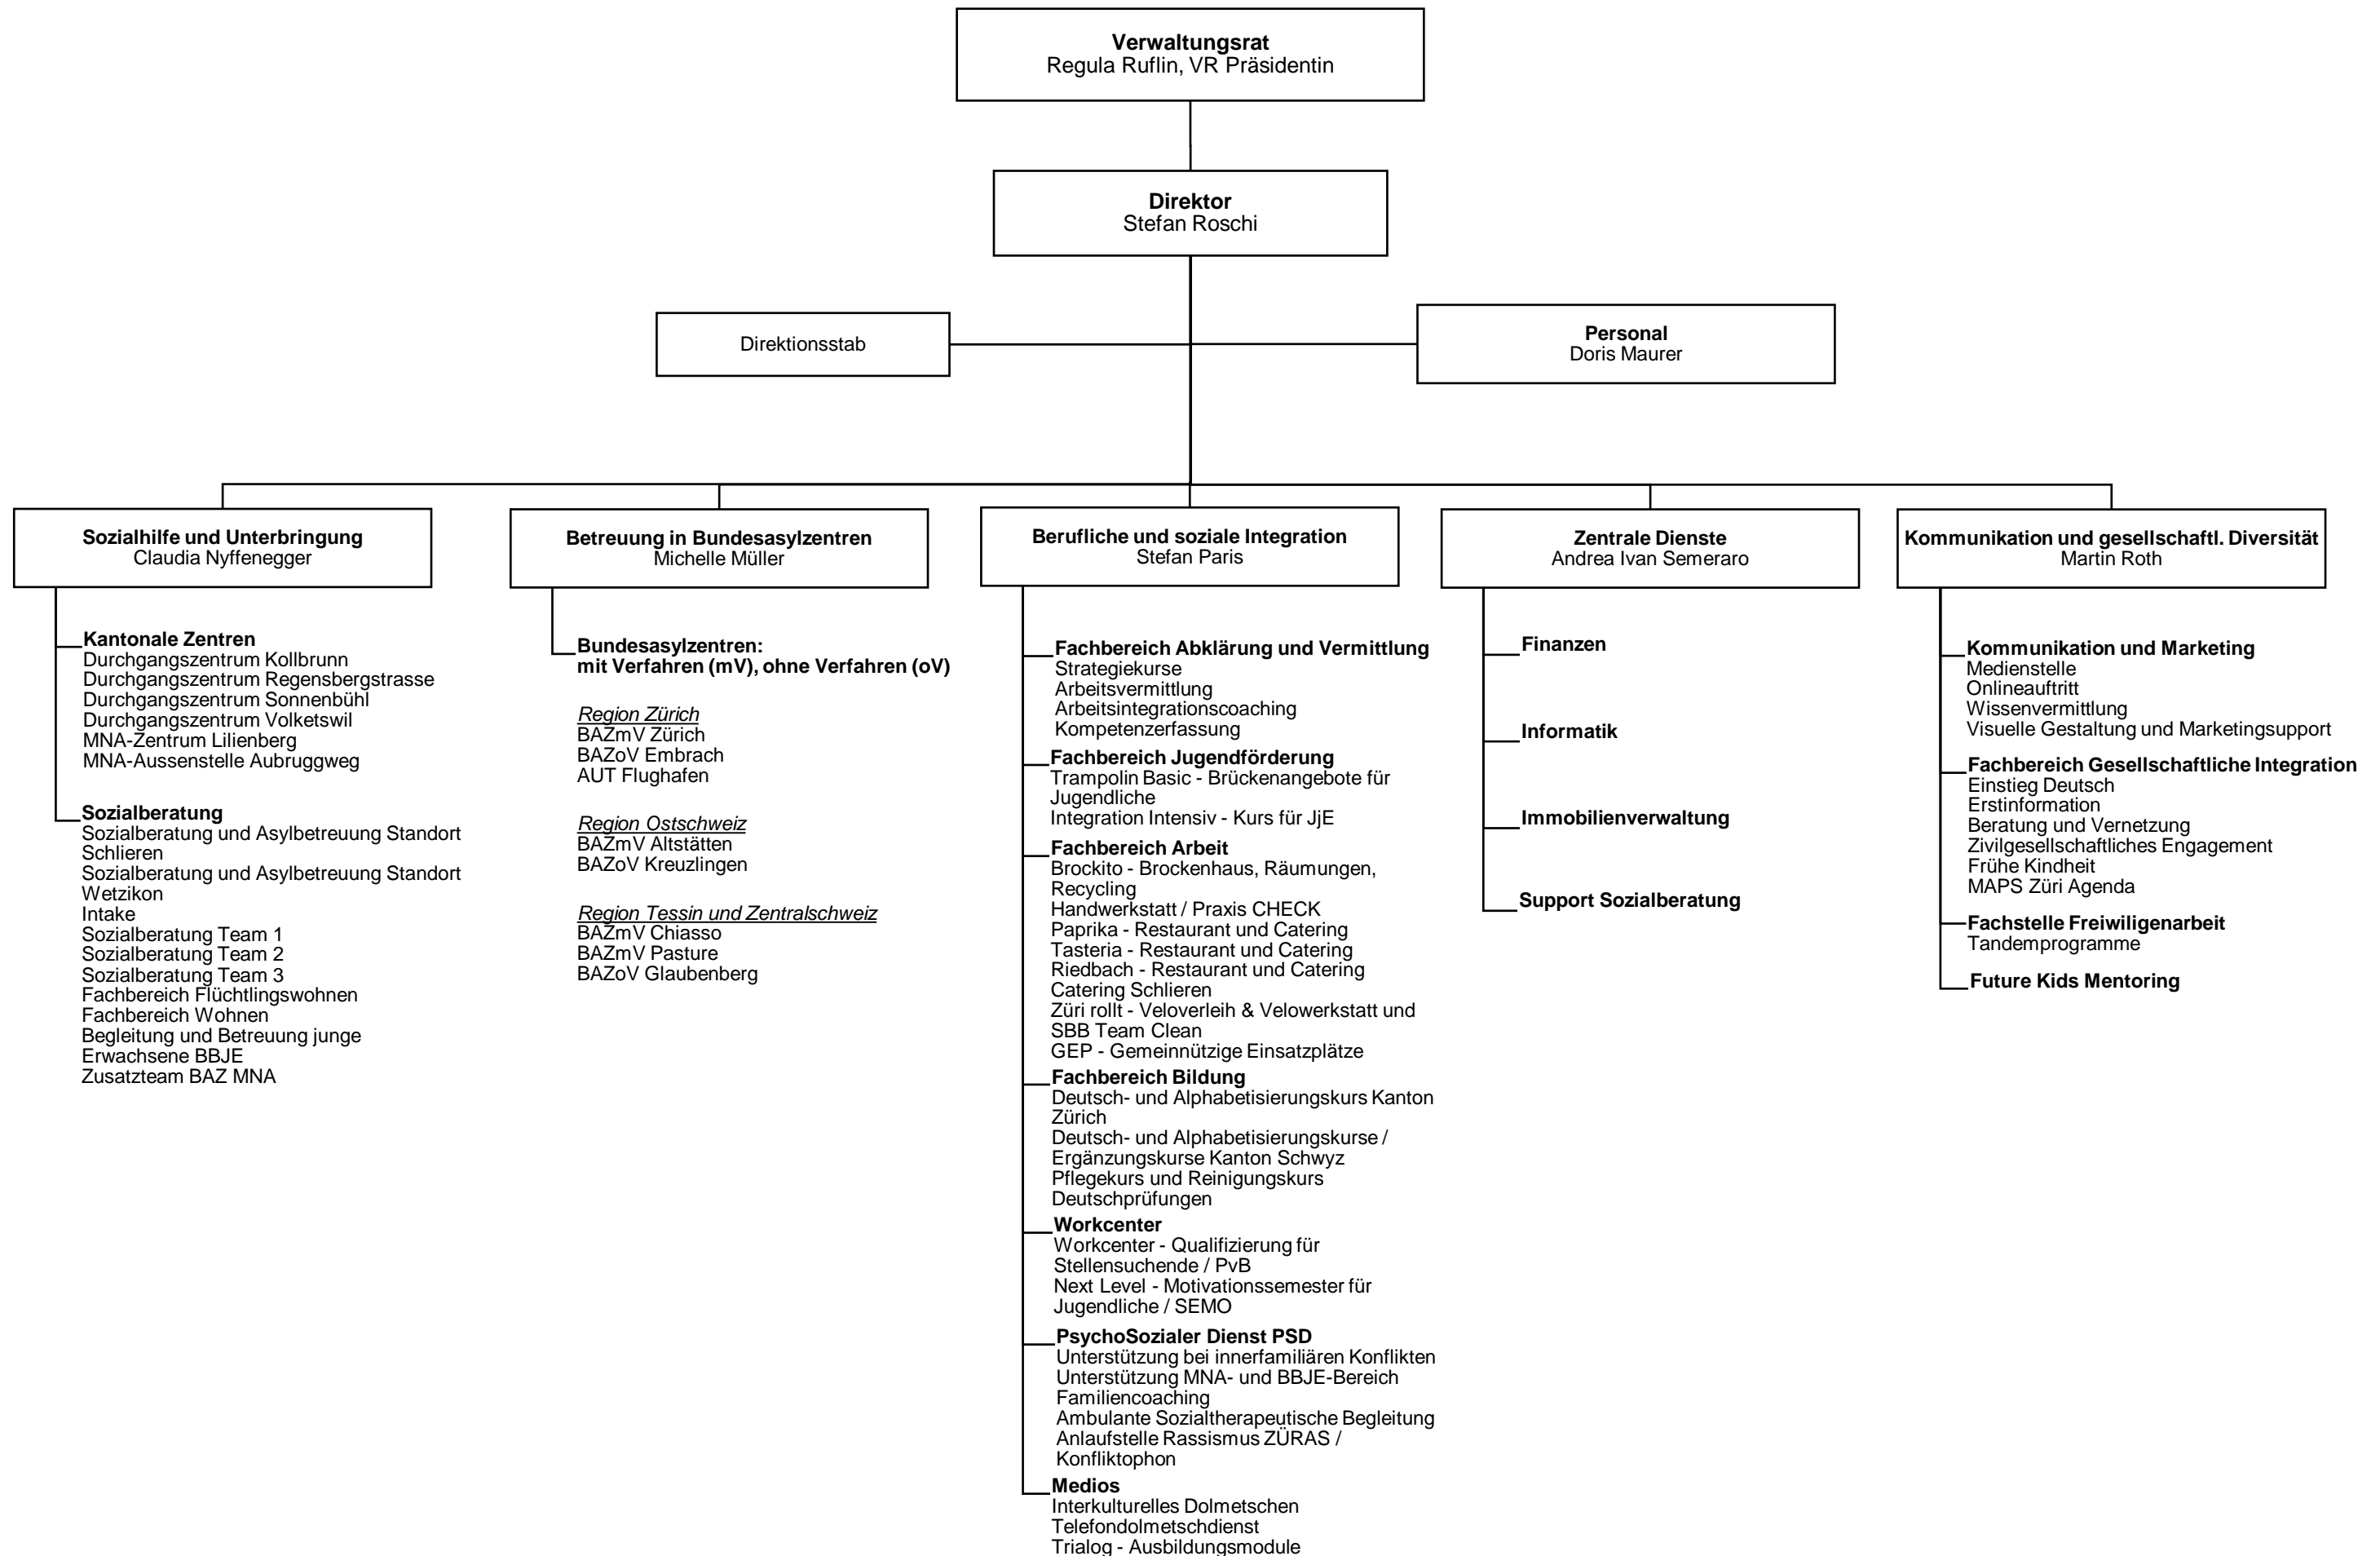 Verwaltungsrat
Regula Ruflin, VR Präsidentin
Direktor
Stefan Roschi
Direktionsstab
Personal
Doris Maurer
Sozialhilfe und Unterbringung
Claudia Nyffenegger
Kantonale Zentren
Durchgangszentrum Kollbrunn
Durchgangszentrum Regensbergstrasse
Durchgangszentrum Sonnenbühl
Durchgangszentrum Volketswil
MNA-Zentrum Lilienberg
MNA-Aussenstelle Aubruggweg
Sozialberatung
Sozialberatung und Asylbetreuung Standort
Schlieren
Sozialberatung und Asylbetreuung Standort
Wetzikon
Intake
Sozialberatung Team 1
Sozialberatung Team 2
Sozialberatung Team 3
Fachbereich Flüchtlingswohnen
Fachbereich Wohnen
Begleitung und Betreuung junge
Erwachsene BBJE
Zusatzteam BAZ MNA
Betreuung in Bundesasylzentren
Michelle Müller
Bundesasylzentren:
mit Verfahren (mV), ohne Verfahren (oV)
Region Zürich
BAZmV Zürich
BAZoV Embrach
AUT Flughafen
Region Ostschweiz
BAZmV Altstätten
BAZoV Kreuzlingen
Region Tessin und Zentralschweiz
BAZmV Chiasso
BAZmV Pasture
BAZoV Glaubenberg
Berufliche und soziale Integration
Stefan Paris
Fachbereich Abklärung und Vermittlung
Strategiekurse
Arbeitsvermittlung
Arbeitsintegrationscoaching
Kompetenzerfassung
Fachbereich Jugendförderung
Trampolin Basic - Brückenangebote für
Jugendliche
Integration Intensiv - Kurs für JjE
Fachbereich Arbeit
Brockito - Brockenhaus, Räumungen,
Recycling
Handwerkstatt / Praxis CHECK
Paprika - Restaurant und Catering
Tasteria - Restaurant und Catering
Riedbach - Restaurant und Catering
Catering Schlieren
Züri rollt - Veloverleih & Velowerkstatt und
SBB Team Clean
GEP - Gemeinnützige Einsatzplätze
Fachbereich Bildung
Deutsch- und Alphabetisierungskurs Kanton
Zürich
Deutsch- und Alphabetisierungskurse /
Ergänzungskurse Kanton Schwyz
Pflegekurs und Reinigungskurs
Deutschprüfungen
Workcenter
Workcenter - Qualifizierung für
Stellensuchende / PvB
Next Level - Motivationssemester für
Jugendliche / SEMO
PsychoSozialer Dienst PSD
Unterstützung bei innerfamiliären Konflikten
Unterstützung MNA- und BBJE-Bereich
Familiencoaching
Ambulante Sozialtherapeutische Begleitung
Anlaufstelle Rassismus ZÜRAS /
Konfliktophon
Medios
Interkulturelles Dolmetschen
Telefondolmetschdienst
Trialog - Ausbildungsmodule
Zentrale Dienste
Andrea Ivan Semeraro
Finanzen
Informatik
Immobilienverwaltung
Support Sozialberatung
Kommunikation und gesellschaftl. Diversität
Martin Roth
Kommunikation und Marketing
Medienstelle
Onlineauftritt
Wissenvermittlung
Visuelle Gestaltung und Marketingsupport
Fachbereich Gesellschaftliche Integration
Einstieg Deutsch
Erstinformation
Beratung und Vernetzung
Zivilgesellschaftliches Engagement
Frühe Kindheit
MAPS Züri Agenda
Fachstelle Freiwiligenarbeit
Tandemprogramme
Future Kids Mentoring